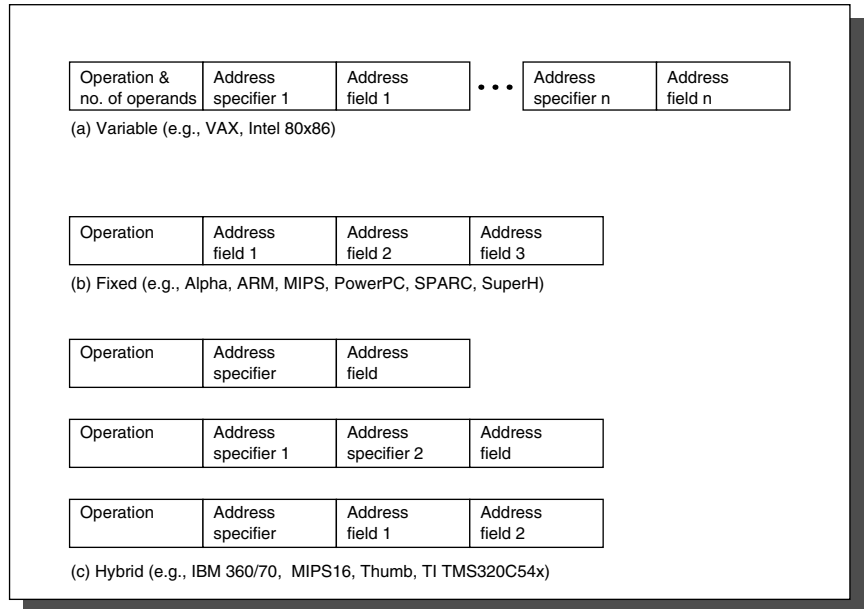 Operation & no. of operands
Address specifier 1
Address field 1
• • •
Address specifier n
Address field n
(a) Variable (e.g., VAX, Intel 80x86)
Operation
Address field 1
Address field 2
Address field 3
(b) Fixed (e.g., Alpha, ARM, MIPS, PowerPC, SPARC, SuperH)
Operation
Address specifier
Address field
Operation
Address specifier 1
Address specifier 2
Address field
Operation
Address specifier
Address field 1
Address field 2
(c) Hybrid (e.g., IBM 360/70, MIPS16, Thumb, TI TMS320C54x)